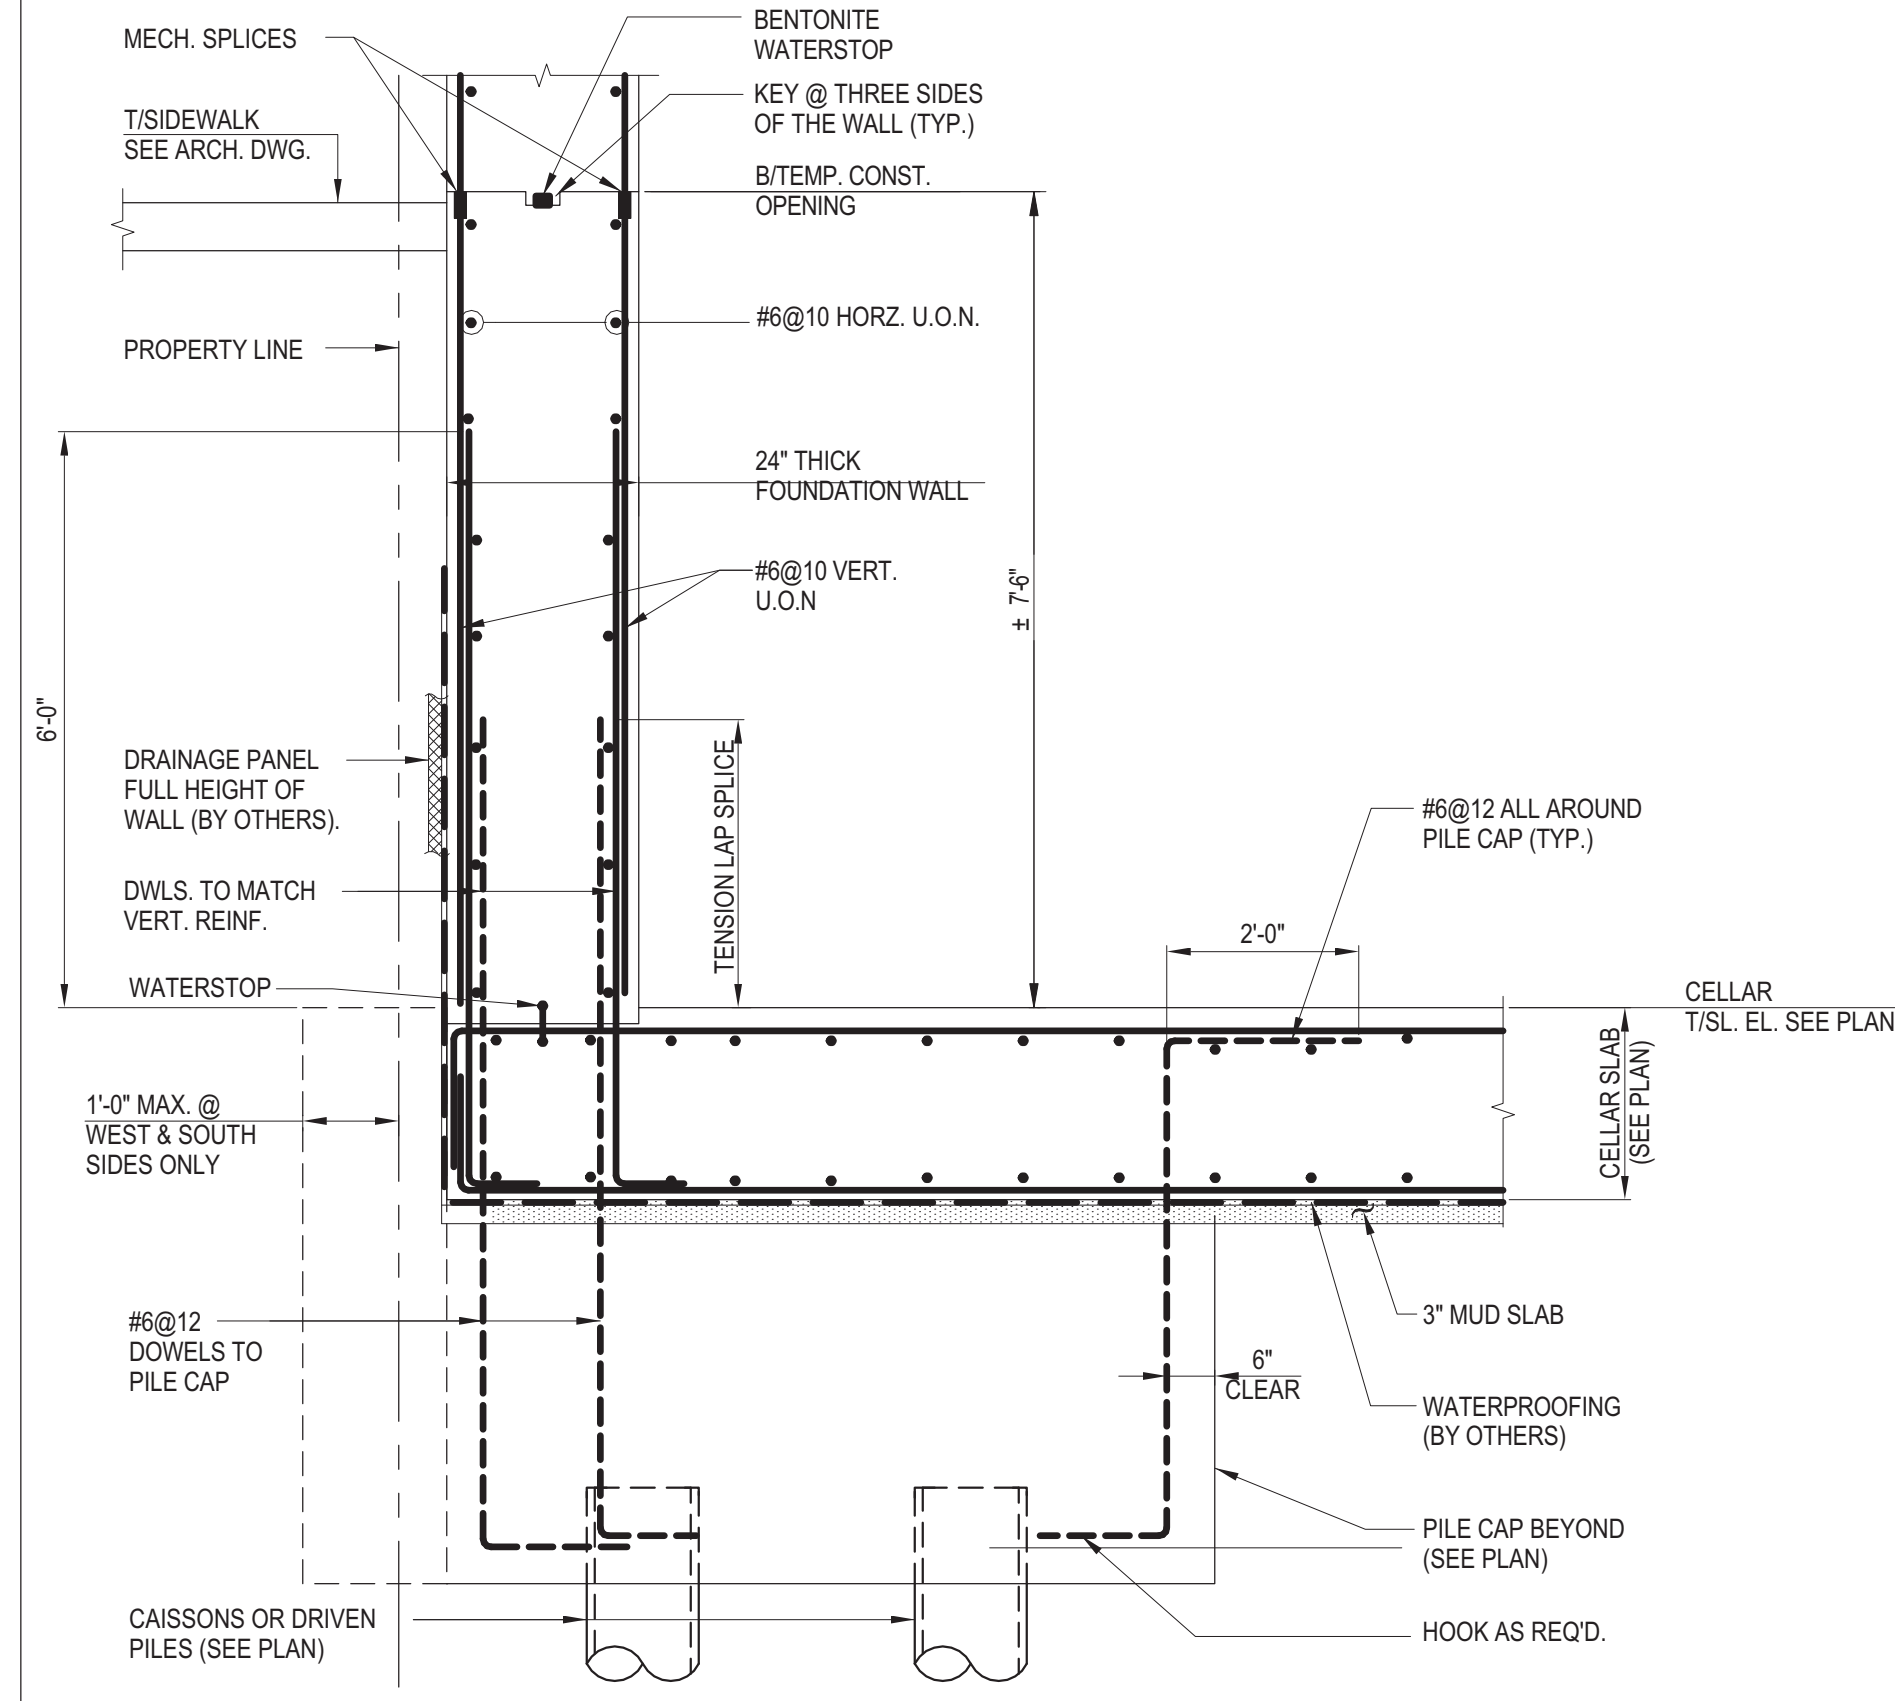 MECH. SPLICES
BENTONITE
WATERSTOP
KEY @ THREE SIDES
OF THE WALL (TYP.)
T/SIDEWALK
SEE ARCH. DWG.
B/TEMP. CONST.
OPENING
#6@10 HORZ. U.O.N.
PROPERTY LINE
24" THICK
FOUNDATION WALL
#6@10 VERT.
U.O.N
± 7'-6"
6'-0"
DRAINAGE PANEL
FULL HEIGHT OF
WALL (BY OTHERS).
TENSION LAP SPLICE
#6@12 ALL AROUND
PILE CAP (TYP.)
DWLS. TO MATCH
VERT. REINF.
2'-0"
WATERSTOP
CELLAR
T/SL. EL. SEE PLAN
CELLAR SLAB
(SEE PLAN)
1'-0" MAX. @
WEST & SOUTH
SIDES ONLY
#6@12
DOWELS TO
PILE CAP
3" MUD SLAB
6"
CLEAR
WATERPROOFING
(BY OTHERS)
PILE CAP BEYOND
(SEE PLAN)
CAISSONS OR DRIVEN
PILES (SEE PLAN)
HOOK AS REQ'D.